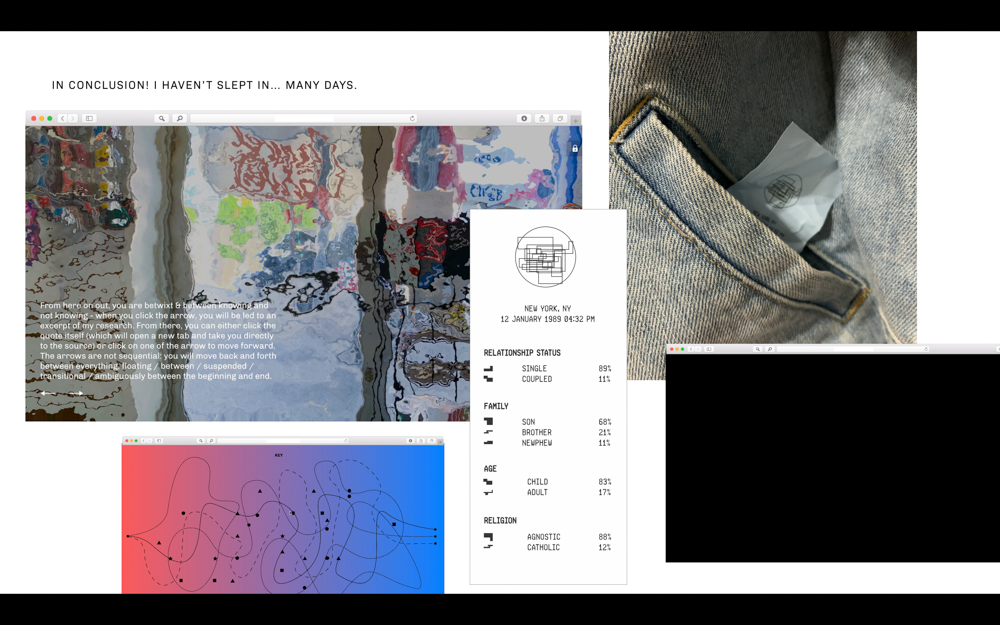 IN CONCLUSION! I HAVEN'T SLEPT IN... MANY DAYS.
From here on out, you are betwixt & between knowing and
not knowing - when you click the arrow, you will be led to an
excerpt of my research. From there, you can either click the
quote itself (which will open a new tab and take you directly
to the source) or click on one of the arrow to move forward.
The arrows are not sequential: you will move back and forth
between everything, floating / between / suspended /
transitional / ambiguously between the beginning and end.
NEW YORK, NY
12 JANUARY 1989 04:32 PM
RELATIONSHIP STATUS
SINGLE 89%
COUPLED 11%
FAMILY
SON 68%
BROTHER 21%
NEWPHEW 11%
AGE
CHILD 83%
ADULT 17%
RELIGION
AGNOSTIC 88%
CATHOLIC 12%
KEY